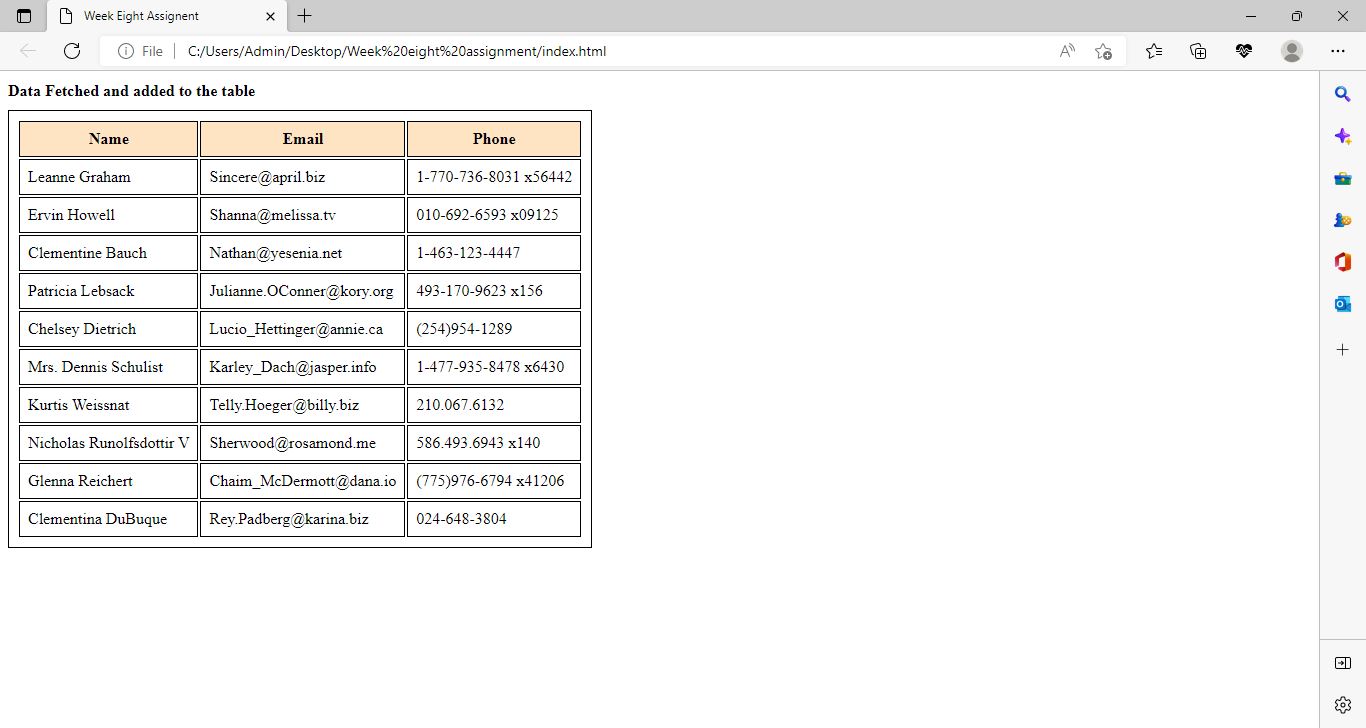 Week Eight Assignent
File C:/Users/Admin/Desktop/Week%20eight%20assignment/index.html
Data Fetched and added to the table
Name Email Phone
Leanne Graham Sincere@april.biz 1-770-736-8031 x56442
Ervin Howell Shanna@melissa.tv 010-692-6593 x09125
Clementine Bauch Nathan@yesenia.net 1-463-123-4447
Patricia Lebsack Julianne.OConner@kory.org 493-170-9623 x156
Chelsey Dietrich Lucio_Hettinger@annie.ca (254)954-1289
Mrs. Dennis Schulist Karley_Dach@jasper.info 1-477-935-8478 x6430
Kurtis Weissnat Telly.Hoeger@billy.biz 210.067.6132
Nicholas Runolfsdottir V Sherwood@rosamond.me 586.493.6943 x140
Glenna Reichert Chaim_McDermott@dana.io (775)976-6794 x41206
Clementina DuBuque Rey.Padberg@karina.biz 024-648-3804